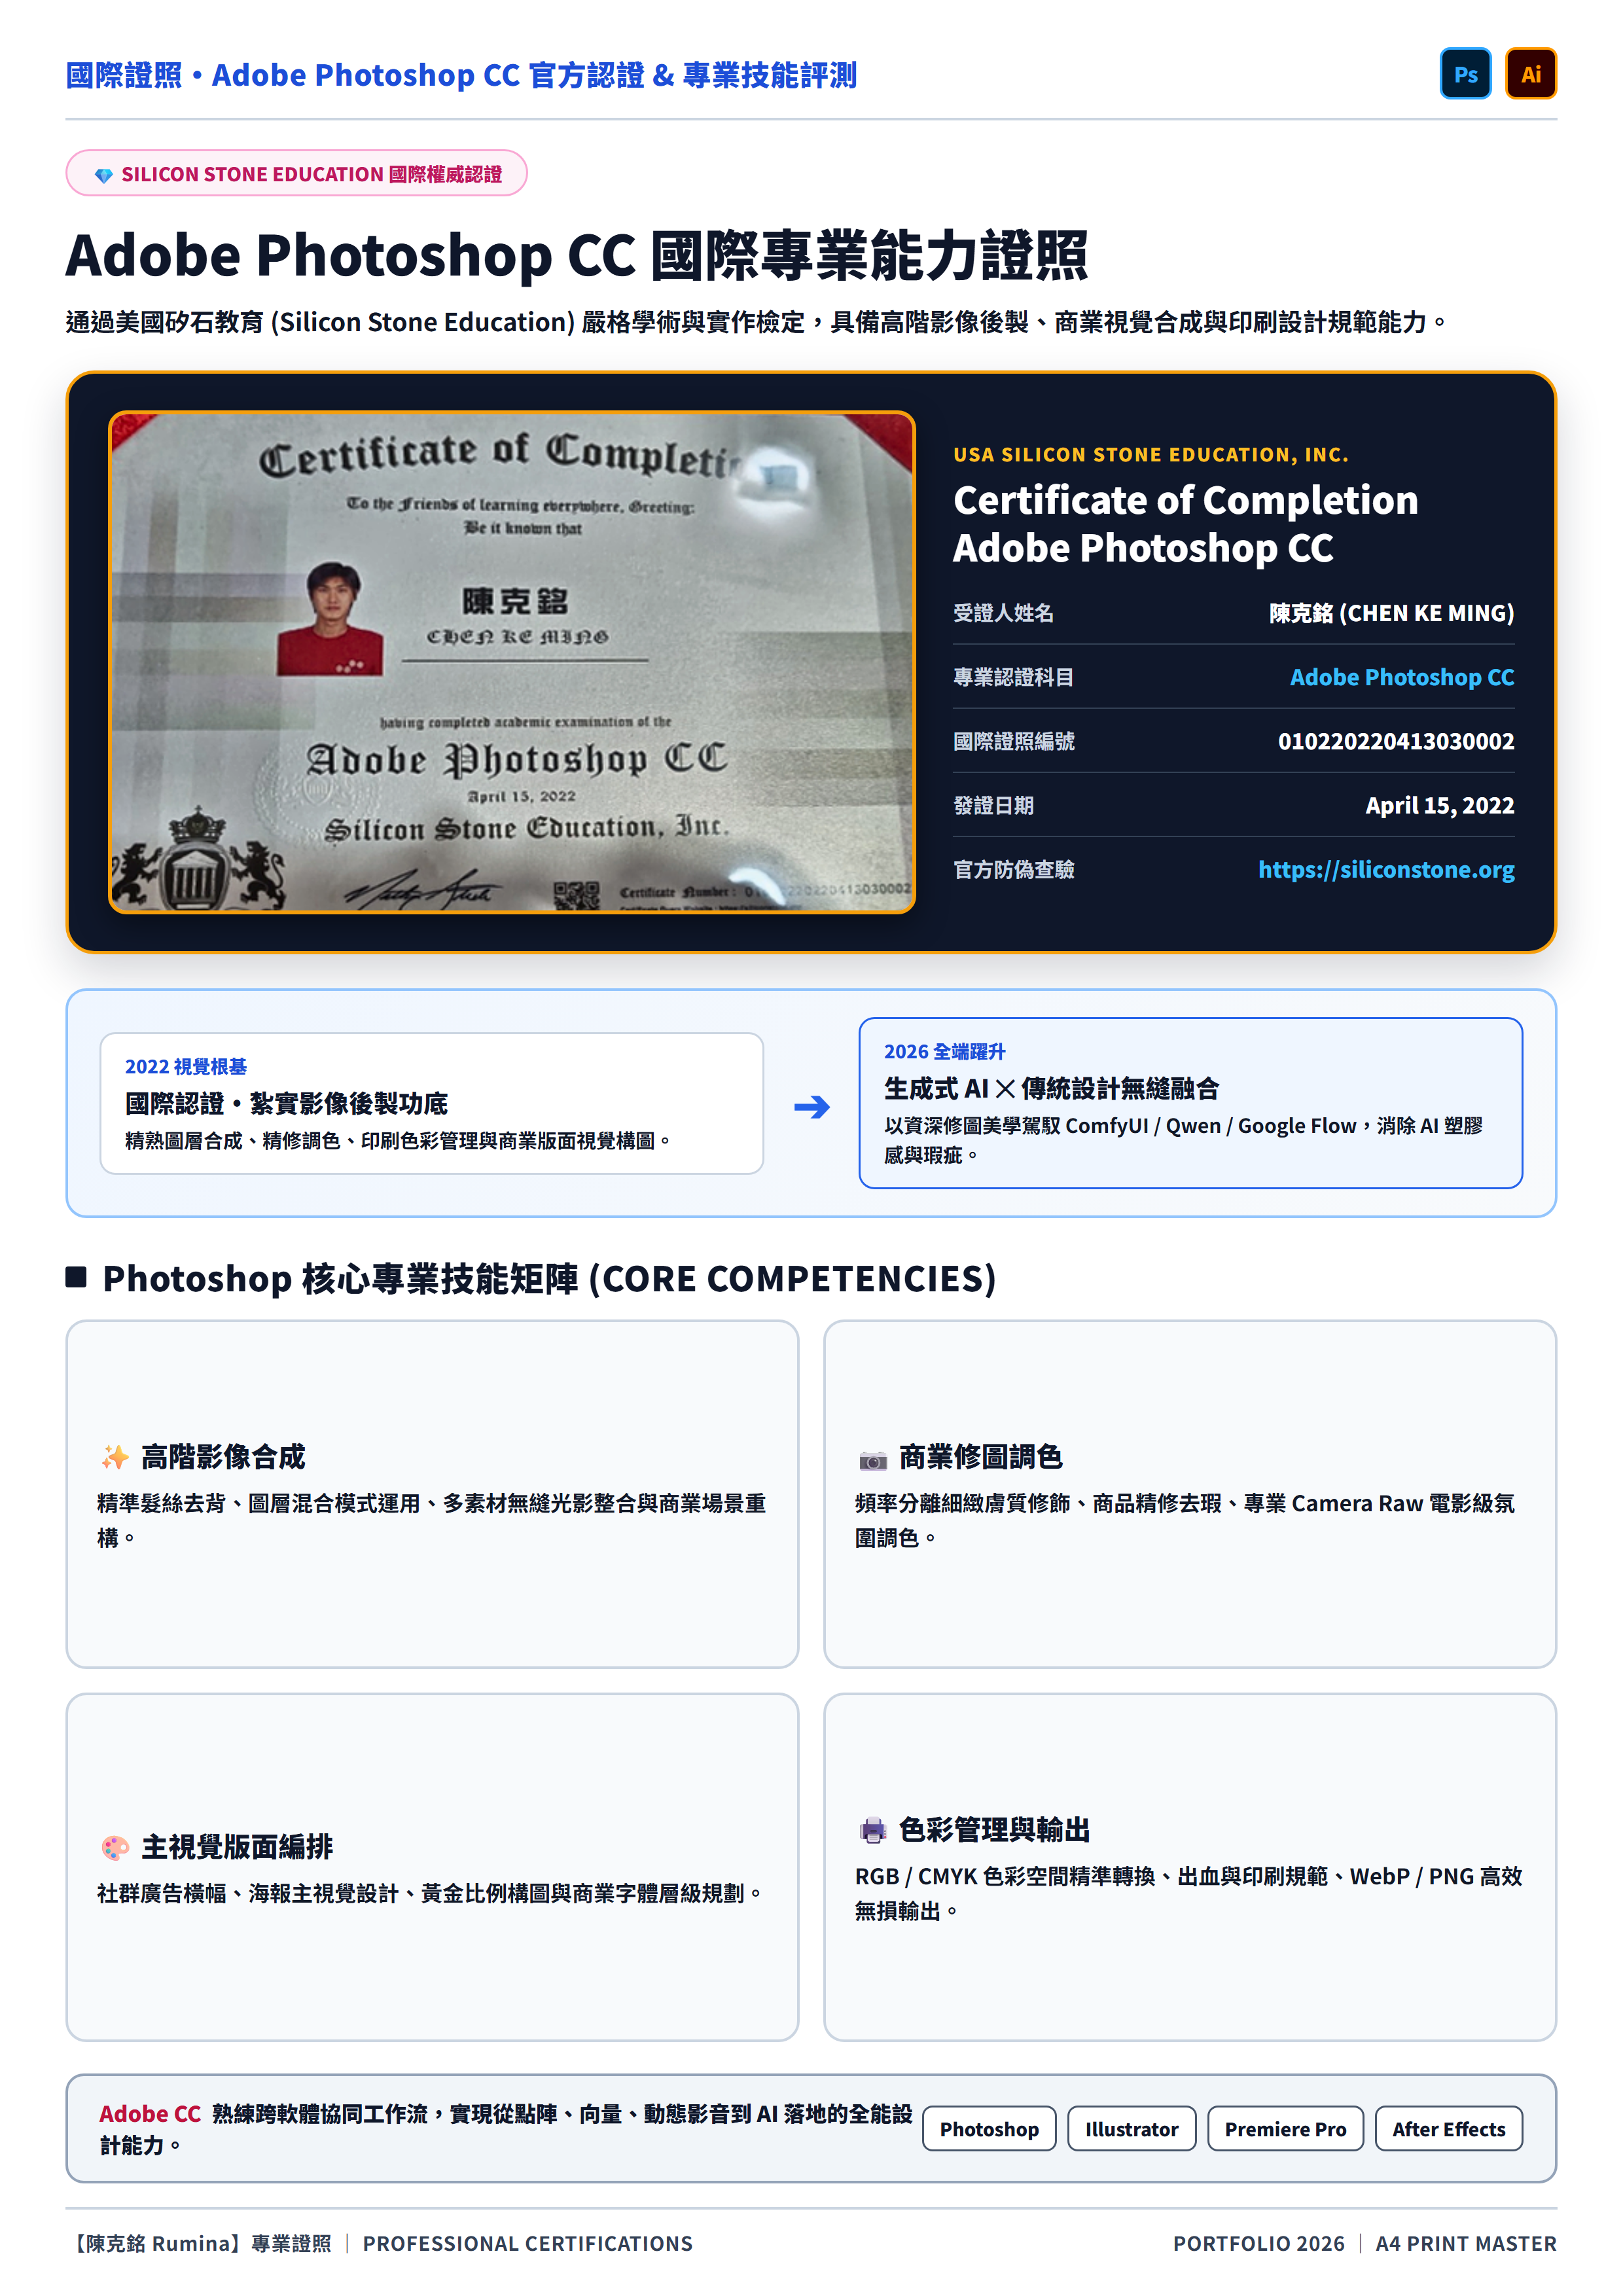 國際證照・Adobe Photoshop CC 官方認證 & 專業技能評測
Ps
Ai
SILICON STONE EDUCATION 國際權威認證
Adobe Photoshop CC 國際專業能力證照
通過美國矽石教育 (Silicon Stone Education) 嚴格學術與實作檢定，具備高階影像後製、商業視覺合成與印刷設計規範能力。
Certificate of Completi
To the Friends of learning everywhere, Greeting:
Be it known that
陳克銘
CHEN KE MING
having completed academic examination of the
Adobe Photoshop CC
April 15, 2022
Silicon Stone Education, Inc.
Certificate Number :
USA SILICON STONE EDUCATION, INC.
Certificate of Completion
Adobe Photoshop CC
受證人姓名
陳克銘 (CHEN KE MING)
專業認證科目
Adobe Photoshop CC
國際證照編號
010220220413030002
發證日期
April 15, 2022
官方防偽查驗
https://siliconstone.org
2022 視覺根基
國際認證・紮實影像後製功底
精熟圖層合成、精修調色、印刷色彩管理與商業版面視覺構圖。
➔
2026 全端躍升
生成式 AI ✕ 傳統設計無縫融合
以資深修圖美學駕馭 ComfyUI / Qwen / Google Flow，消除 AI 塑膠
感與瑕疵。
Photoshop 核心專業技能矩陣 (CORE COMPETENCIES)
高階影像合成
精準髮絲去背、圖層混合模式運用、多素材無縫光影整合與商業場景重
構。
商業修圖調色
頻率分離細緻膚質修飾、商品精修去瑕、專業 Camera Raw 電影級氛
圍調色。
主視覺版面編排
社群廣告橫幅、海報主視覺設計、黃金比例構圖與商業字體層級規劃。
色彩管理與輸出
RGB / CMYK 色彩空間精準轉換、出血與印刷規範、WebP / PNG 高效
無損輸出。
Adobe CC 熟練跨軟體協同工作流，實現從點陣、向量、動態影音到 AI 落地的全能設
計能力。
Photoshop
Illustrator
Premiere Pro
After Effects
【陳克銘 Rumina】專業證照 ｜ PROFESSIONAL CERTIFICATIONS
PORTFOLIO 2026 ｜ A4 PRINT MASTER